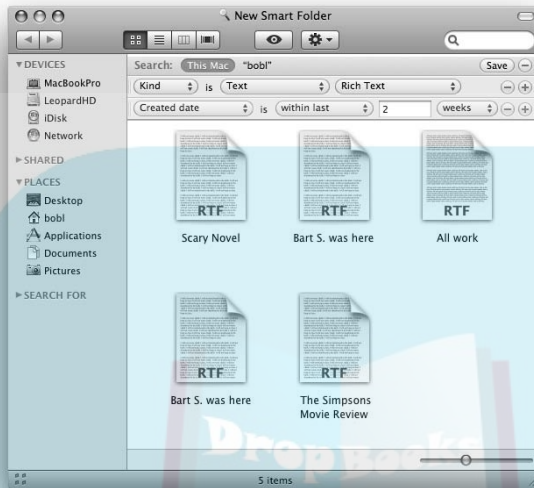 New Smart Folder
Search: This Mac "bobl" Save
Kind is Text Rich Text
Created date is within last 2 weeks
DEVICES
MacBookPro
LeopardHD
iDisk
Network
SHARED
PLACES
Desktop
bobl
Applications
Documents
Pictures
SEARCH FOR
RTF RTF RTF
Scary Novel Bart S. was here All work
RTF RTF
Bart S. was here The Simpsons
Movie Review
Drop Books
5 items